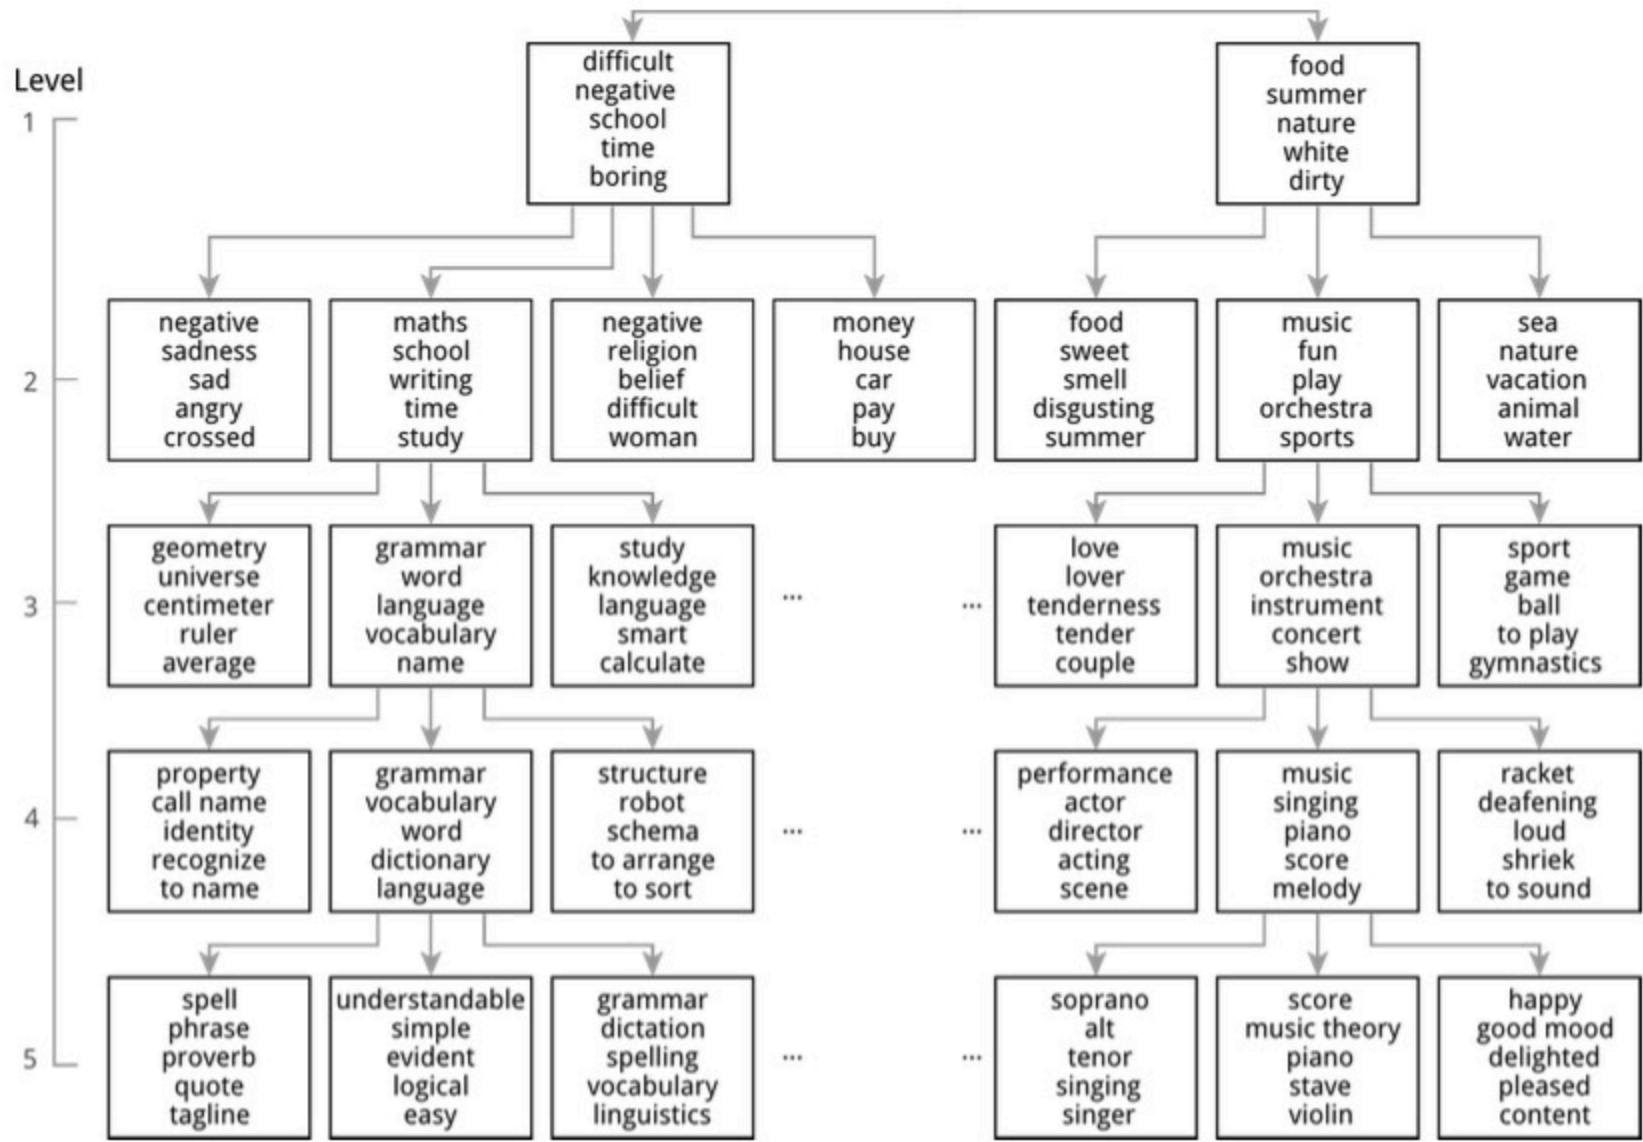 Level
1
difficult
negative
school
time
boring
food
summer
nature
white
dirty
2
negative
sadness
sad
angry
crossed
maths
school
writing
time
study
negative
religion
belief
difficult
woman
money
house
car
pay
buy
food
sweet
smell
disgusting
summer
music
fun
play
orchestra
sports
sea
nature
vacation
animal
water
3
geometry
universe
centimeter
ruler
average
grammar
word
language
vocabulary
name
study
knowledge
language
smart
calculate
...
...
love
lover
tenderness
tender
couple
music
orchestra
instrument
concert
show
sport
game
ball
to play
gymnastics
4
property
call name
identity
recognize
to name
grammar
vocabulary
word
dictionary
language
structure
robot
schema
to arrange
to sort
...
...
performance
actor
director
acting
scene
music
singing
piano
score
melody
racket
deafening
loud
shriek
to sound
5
spell
phrase
proverb
quote
tagline
understandable
simple
evident
logical
easy
grammar
dictation
spelling
vocabulary
linguistics
...
...
soprano
alt
tenor
singing
singer
score
music theory
piano
stave
violin
happy
good mood
delighted
pleased
content